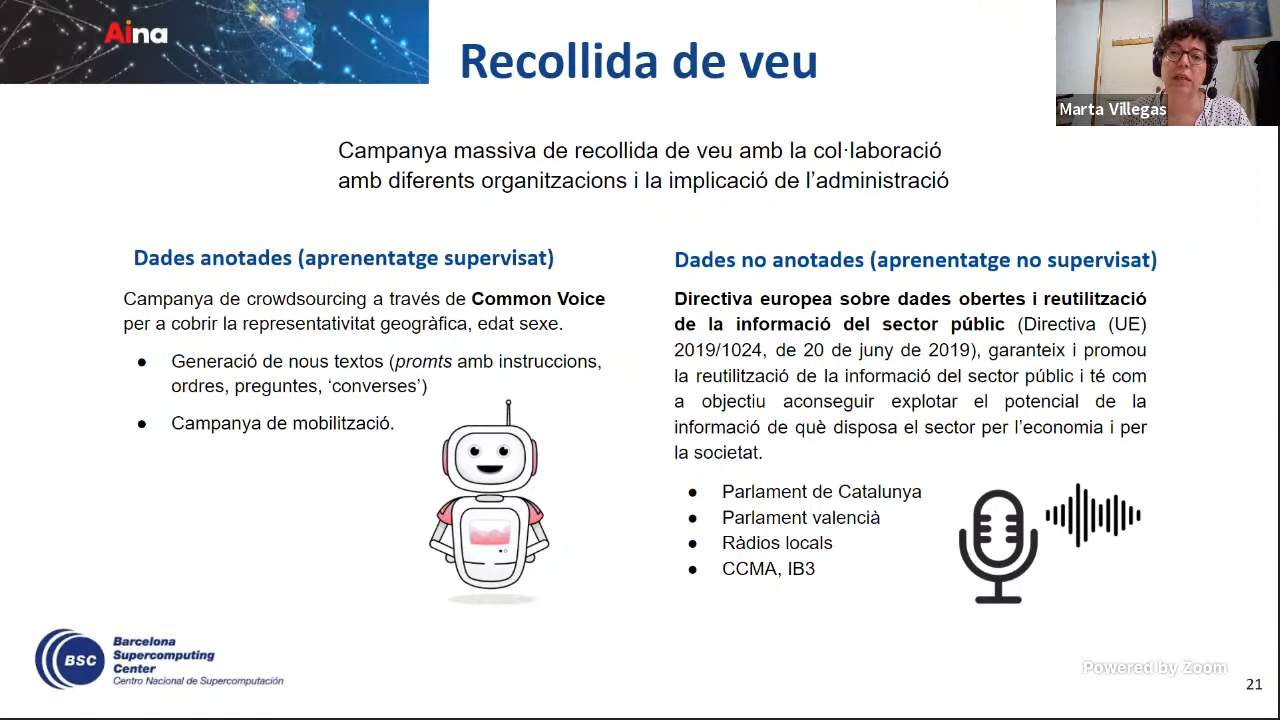 Aina
Recollida de veu
Marta Villegas
Campanya massiva de recollida de veu amb la col·laboració
amb diferents organitzacions i la implicació de l’administració
Dades anotades (aprenentatge supervisat)
Campanya de crowdsourcing a través de Common Voice
per a cobrir la representativitat geogràfica, edat sexe.
● Generació de nous textos (promts amb instruccions,
ordres, preguntes, ‘converses’)
● Campanya de mobilització.
Dades no anotades (aprenentatge no supervisat)
Directiva europea sobre dades obertes i reutilització
de la informació del sector públic (Directiva (UE)
2019/1024, de 20 de juny de 2019), garanteix i promou
la reutilització de la informació del sector públic i té com
a objectiu aconseguir explotar el potencial de la
informació de què disposa el sector per l’economia i per
la societat.
● Parlament de Catalunya
● Parlament valencià
● Ràdios locals
● CCMA, IB3
BSC
Barcelona
Supercomputing
Center
Centro Nacional de Supercomputación
Powered by Zoom
21